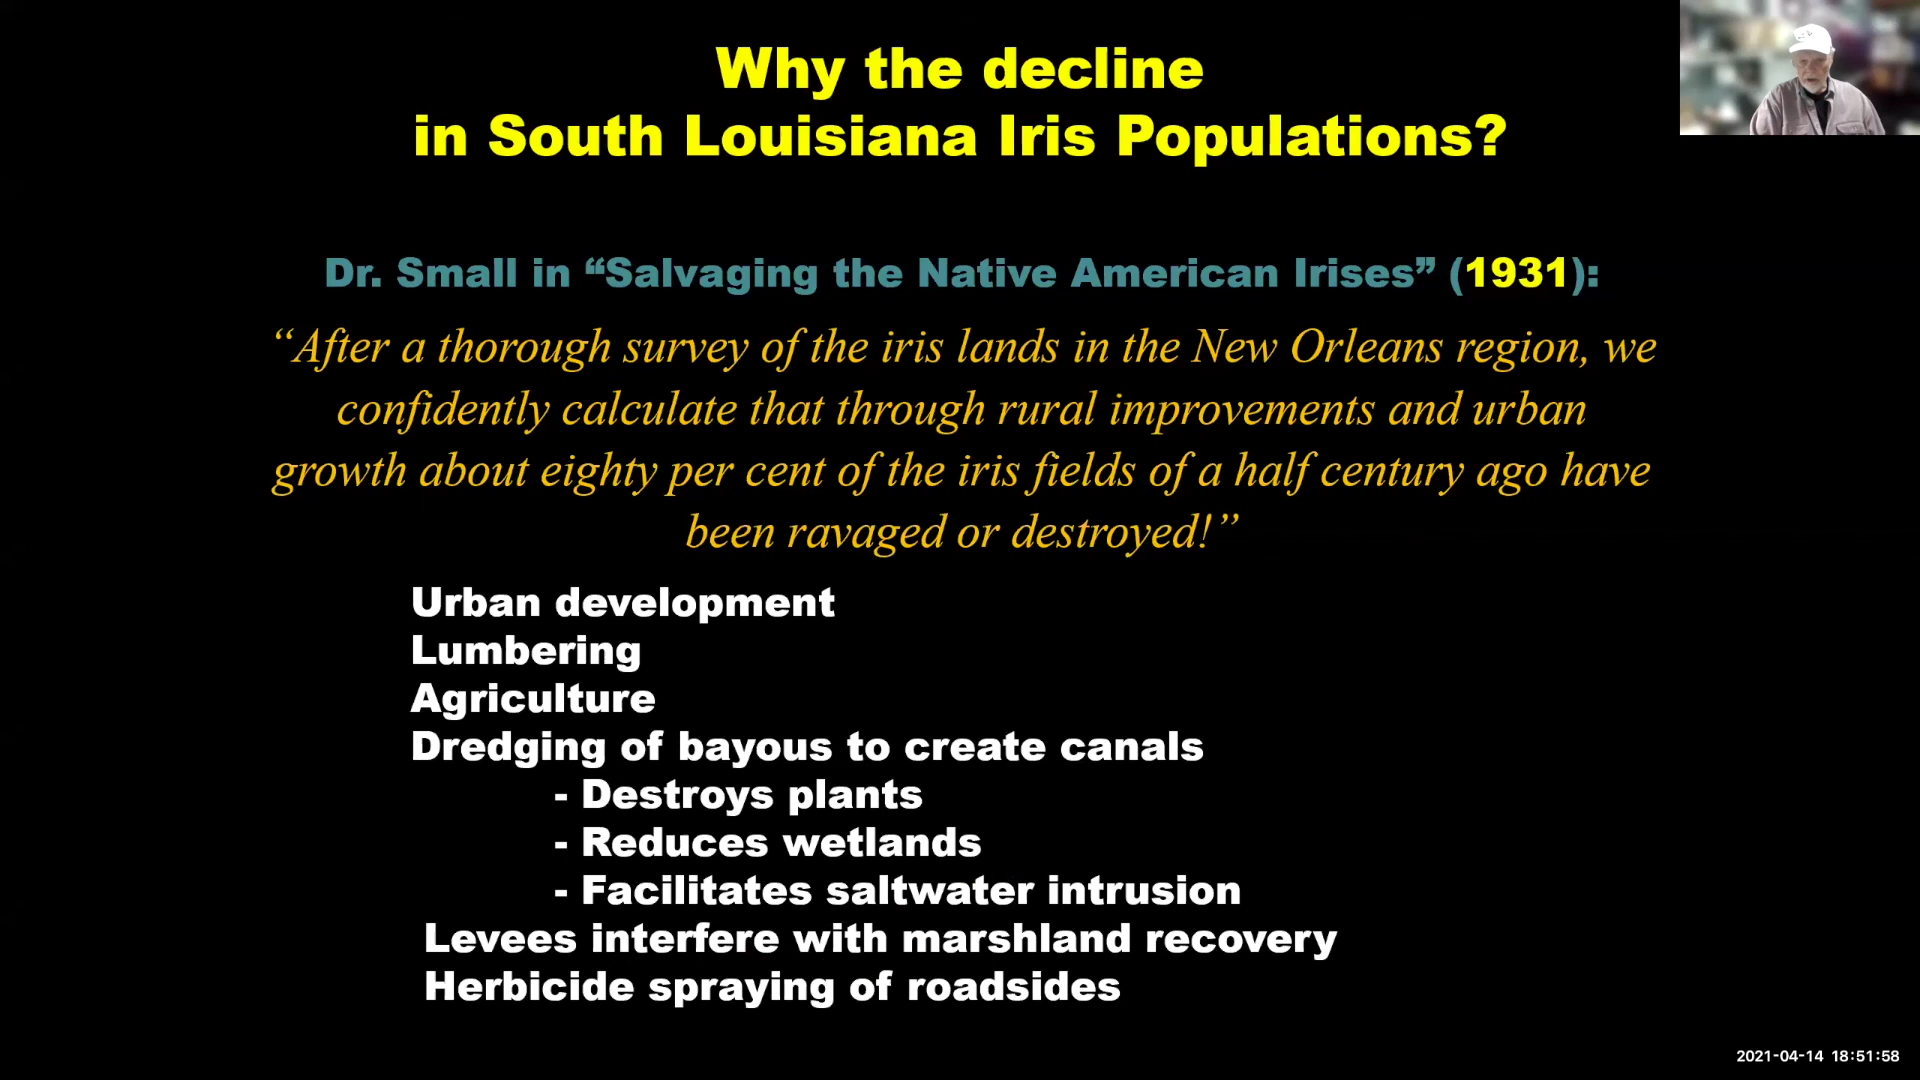 Why the decline
in South Louisiana Iris Populations?
Dr. Small in “Salvaging the Native American Irises” (1931):
“After a thorough survey of the iris lands in the New Orleans region, we
confidently calculate that through rural improvements and urban
growth about eighty per cent of the iris fields of a half century ago have
been ravaged or destroyed!”
Urban development
Lumbering
Agriculture
Dredging of bayous to create canals
- Destroys plants
- Reduces wetlands
- Facilitates saltwater intrusion
Levees interfere with marshland recovery
Herbicide spraying of roadsides
2021-04-14 18:51:58